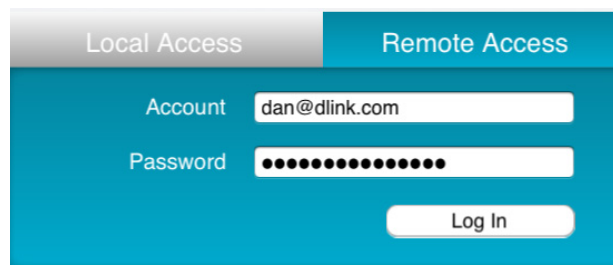 Local Access Remote Access
Account dan@dlink.com
Password ●●●●●●●●●●●●●●●
Log In